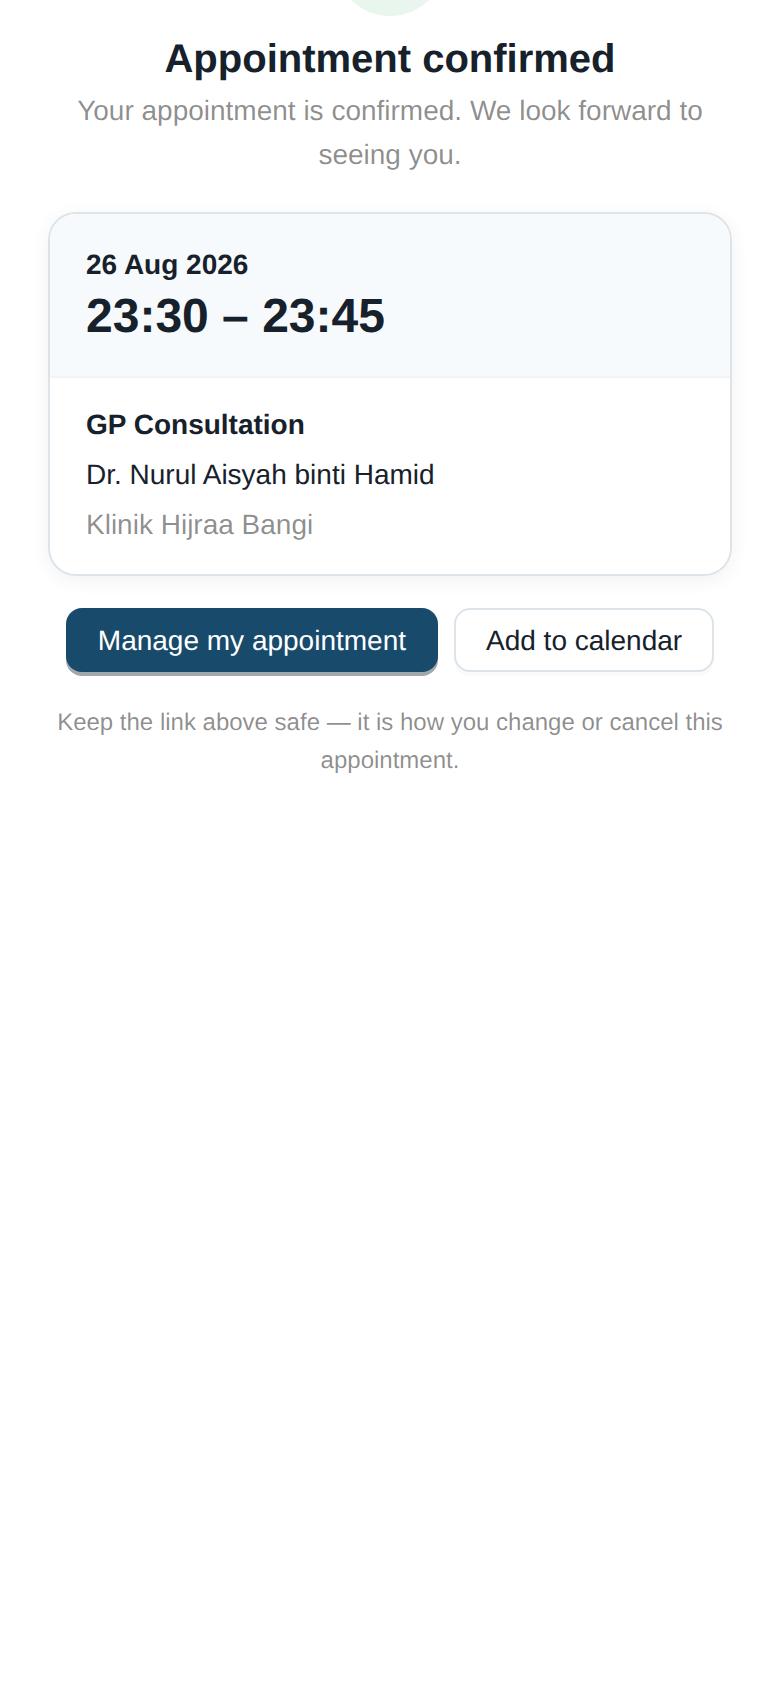 Appointment confirmed
Your appointment is confirmed. We look forward to
seeing you.
26 Aug 2026
23:30 – 23:45
GP Consultation
Dr. Nurul Aisyah binti Hamid
Klinik Hijraa Bangi
Manage my appointment
Add to calendar
Keep the link above safe — it is how you change or cancel this
appointment.